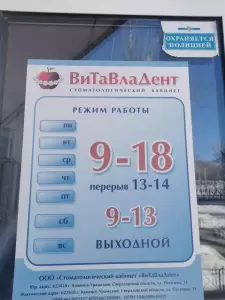 ОХРАНЯЕТСЯ
ПОЛИЦИЕЙ
ВиТаВлаДент
СТОМАТОЛОГИЧЕСКИЙ КАБИНЕТ
РЕЖИМ РАБОТЫ
ПН
ВТ
СР
ЧТ
ПТ
9-18
перерыв 13-14
СБ
9-13
ВС
ВЫХОДНОЙ
ООО «Стоматологический кабинет «ВиТаВлаДент»